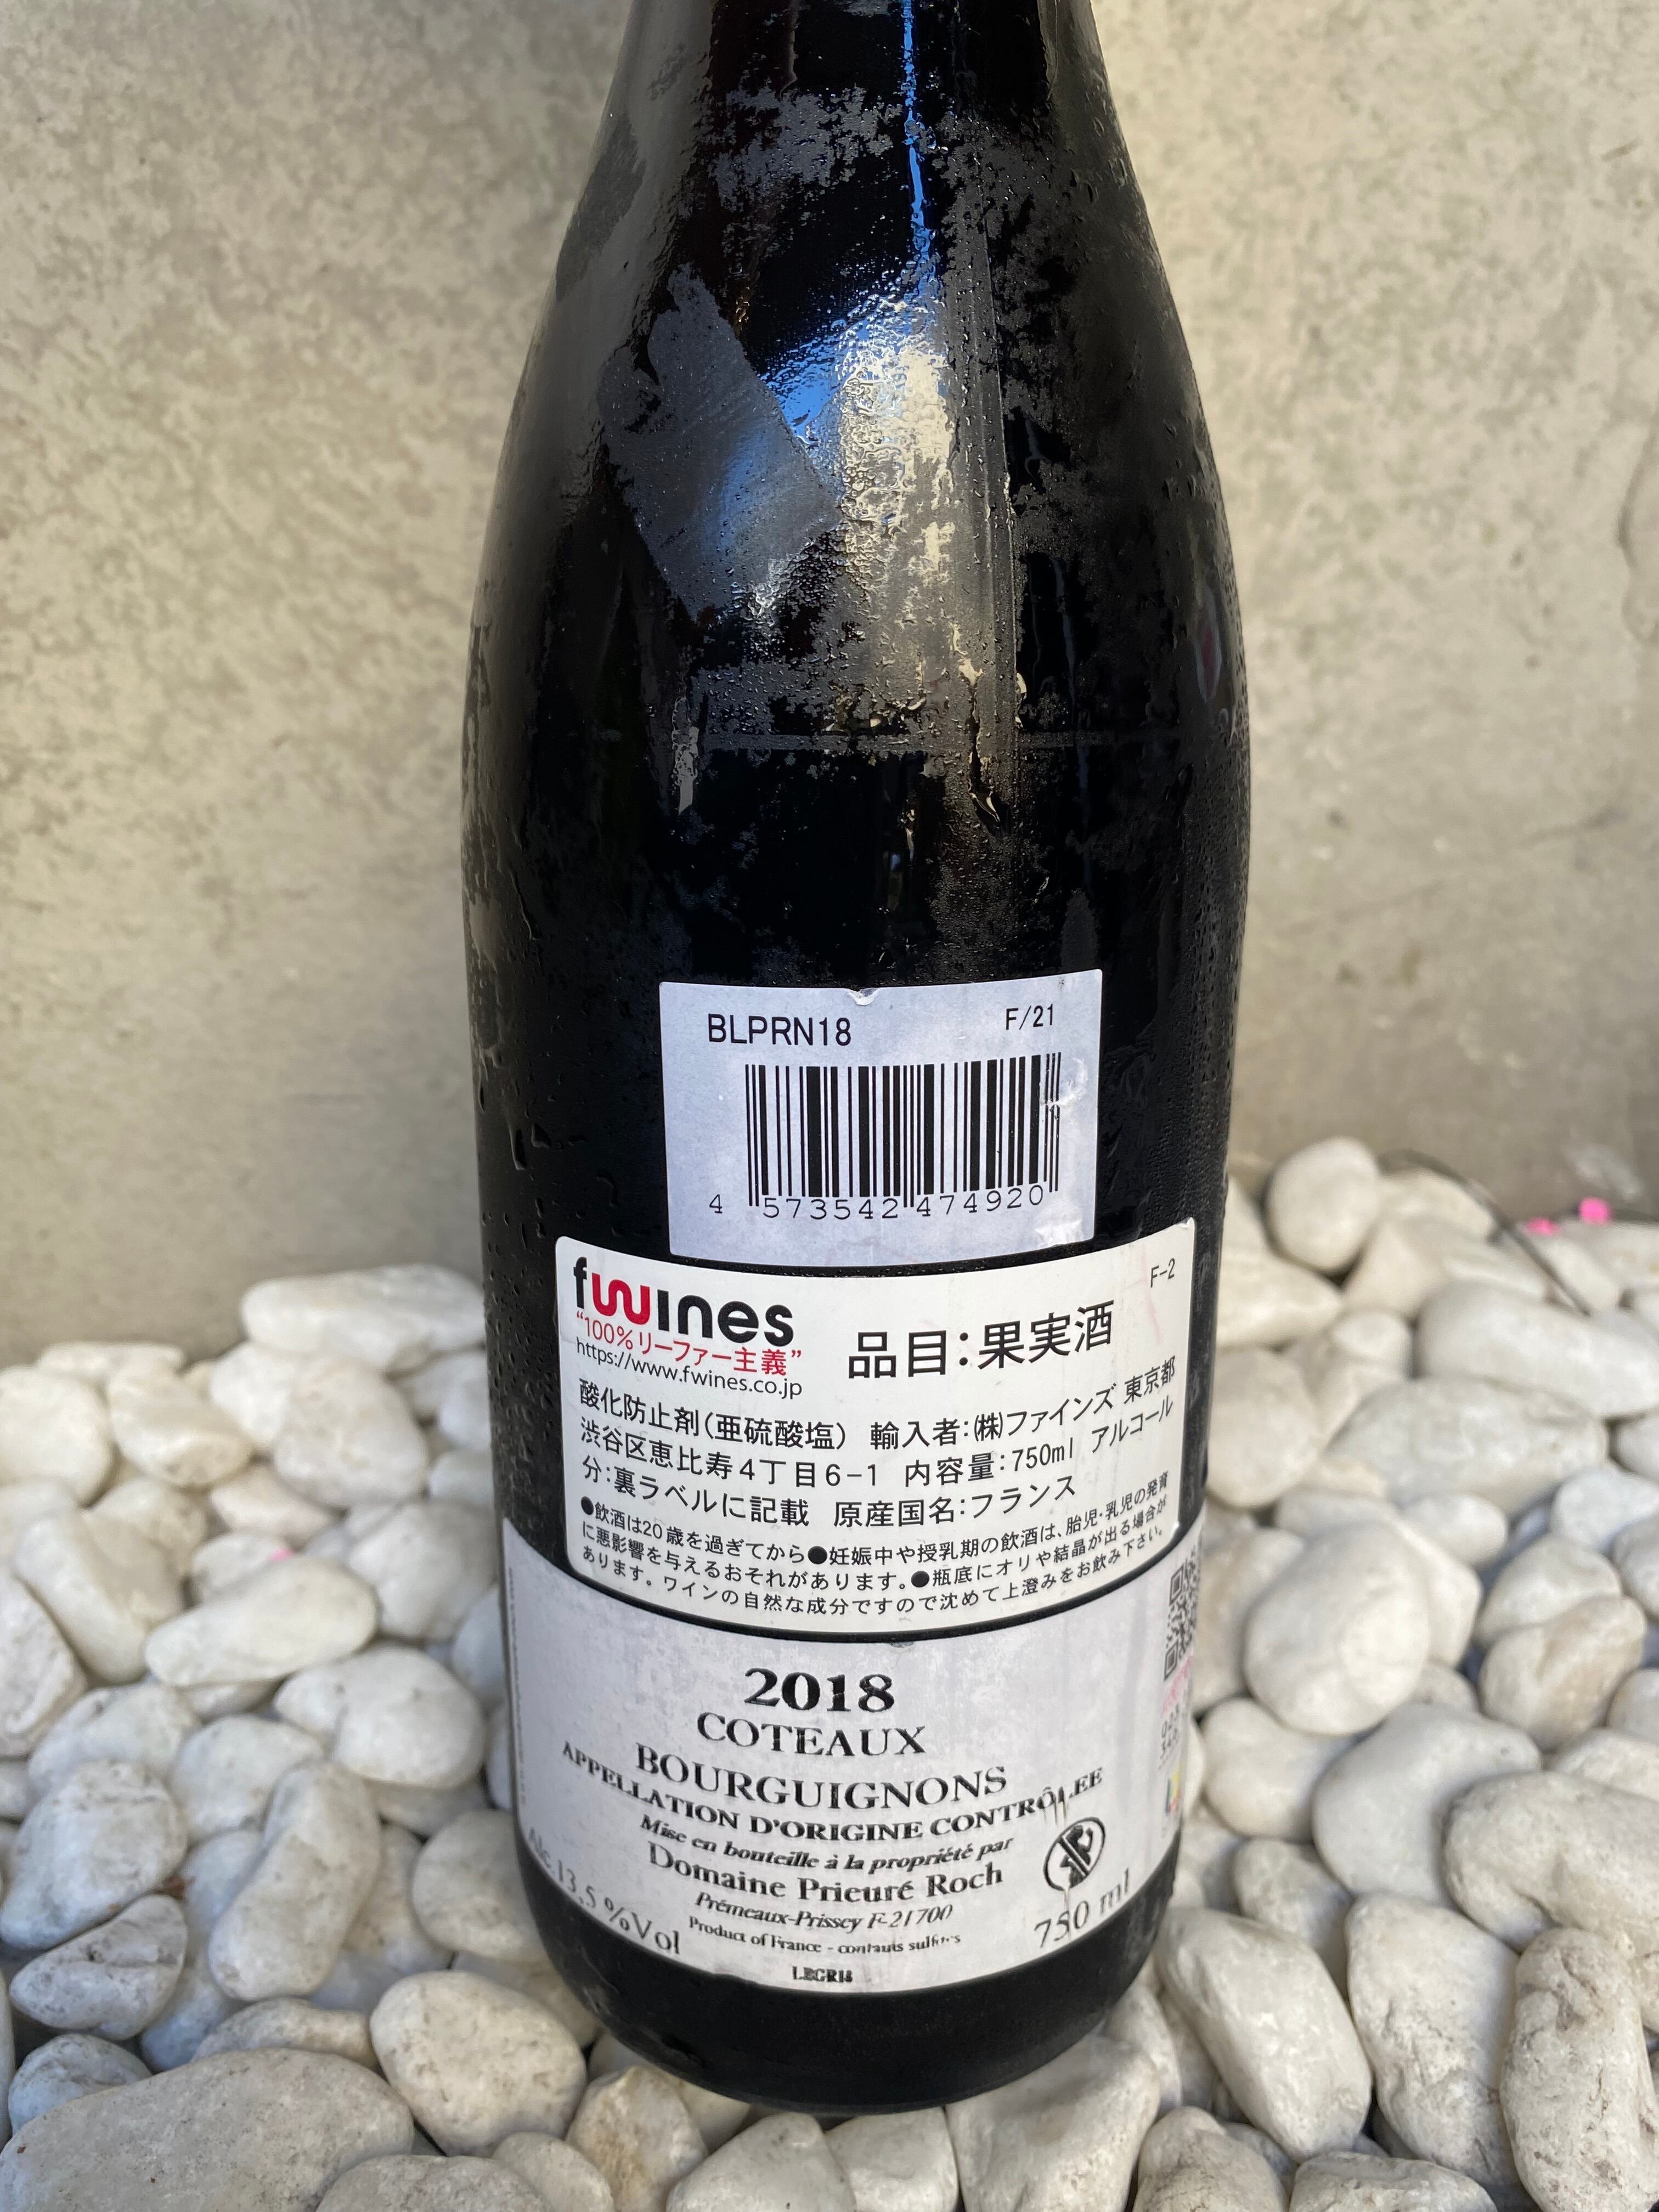 BLPRN18 F/21
4 573542 474920
fwines F-2
"100%リーファー主義"
https://www.fwines.co.jp
品目:果実酒
酸化防止剤(亜硫酸塩) 輸入者:㈱ファインズ 東京都
渋谷区恵比寿4丁目6-1 内容量:750ml アルコール
分:裏ラベルに記載 原産国名:フランス
●飲酒は20歳を過ぎてから●妊娠中や授乳期の飲酒は、胎児・乳児の発育
に悪影響を与えるおそれがあります。●瓶底にオリや結晶が出る場合が
あります。ワインの自然な成分ですので沈めて上澄みをお飲み下さい。
2018
COTEAUX
BOURGUIGNONS
APPELLATION D'ORIGINE CONTRÔLÉE
Mise en bouteille à la propriété par
Domaine Prieuré Roch
Prémeaux-Prissey F-21700
Product of France - contains sulfites
Alc. 13.5 %Vol
750 ml
LBGR18